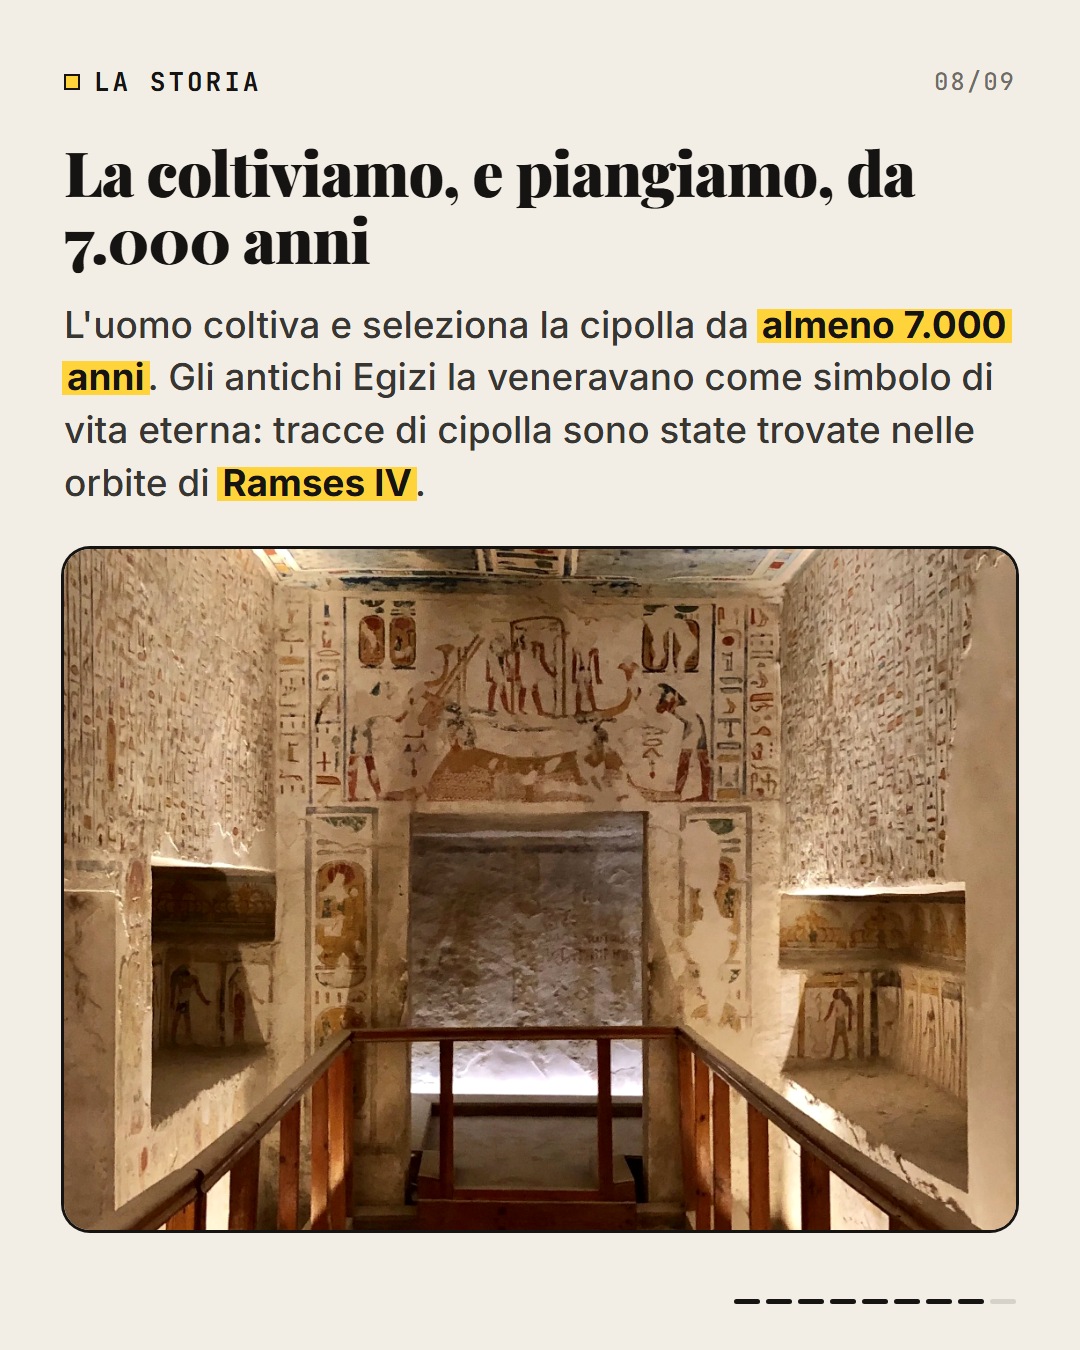 LA STORIA
08/09
La coltiviamo, e piangiamo, da
7.000 anni
L'uomo coltiva e seleziona la cipolla da almeno 7.000
anni. Gli antichi Egizi la veneravano come simbolo di
vita eterna: tracce di cipolla sono state trovate nelle
orbite di Ramses IV.